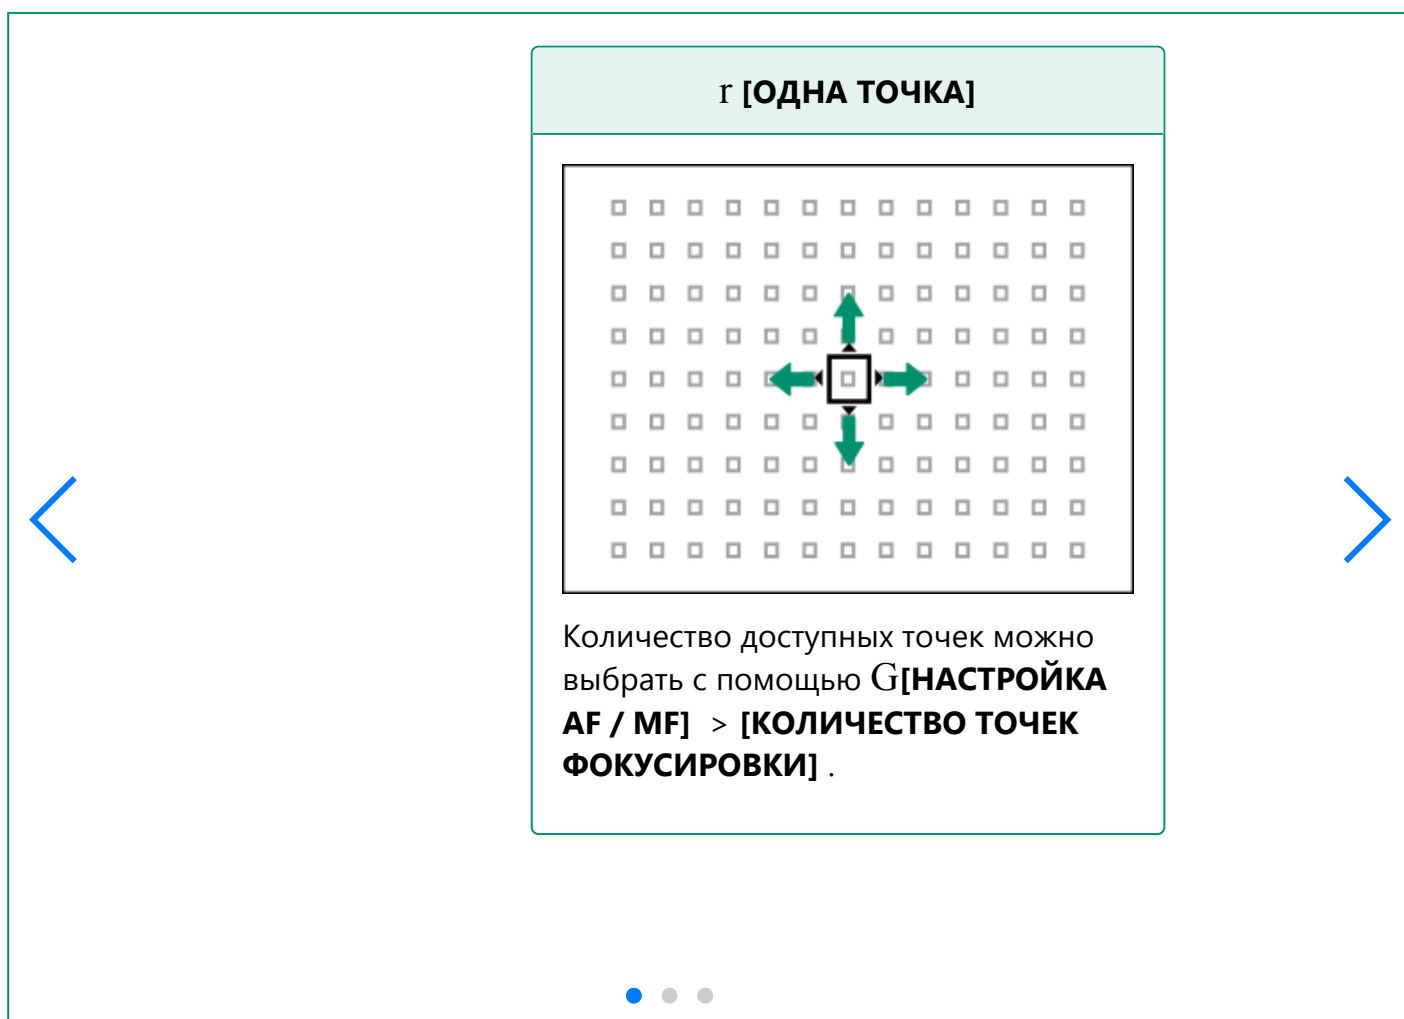 r [ОДНА ТОЧКА]
Количество доступных точек можно
выбрать с помощью G[НАСТРОЙКА
AF / MF] > [КОЛИЧЕСТВО ТОЧЕК
ФОКУСИРОВКИ] .